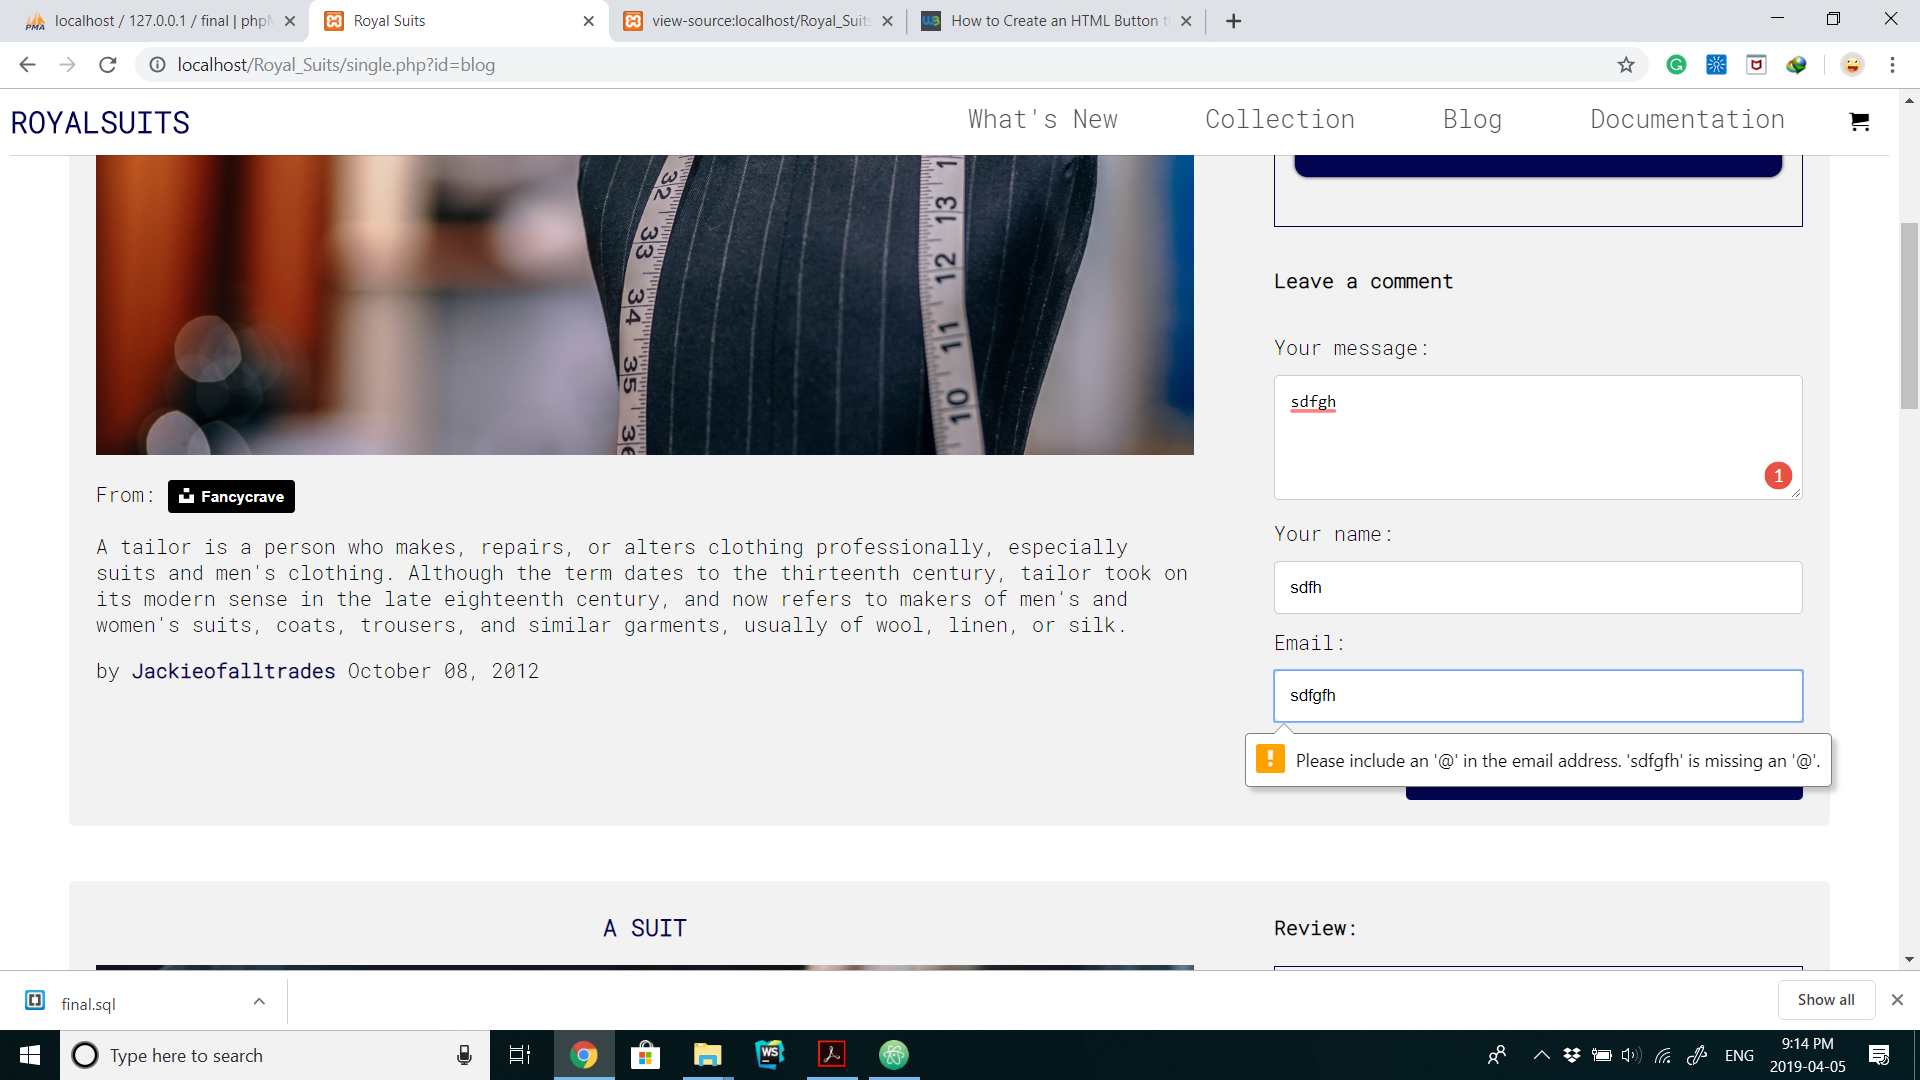 localhost / 127.0.0.1 / final | phpM
Royal Suits
view-source:localhost/Royal_Suits
How to Create an HTML Button t
localhost/Royal_Suits/single.php?id=blog
ROYALSUITS
What's New
Collection
Blog
Documentation
32
33
34
35
36
1
13
12
11
10
Leave a comment
Your message:
sdfgh
1
From: Fancycrave
Your name:
sdfh
A tailor is a person who makes, repairs, or alters clothing professionally, especially
suits and men's clothing. Although the term dates to the thirteenth century, tailor took on
its modern sense in the late eighteenth century, and now refers to makers of men's and
women's suits, coats, trousers, and similar garments, usually of wool, linen, or silk.
by Jackieofalltrades October 08, 2012
Email:
sdfgfh
Please include an '@' in the email address. 'sdfgfh' is missing an '@'.
A SUIT
Review:
final.sql
Show all
Type here to search
WS
ENG
9:14 PM
2019-04-05